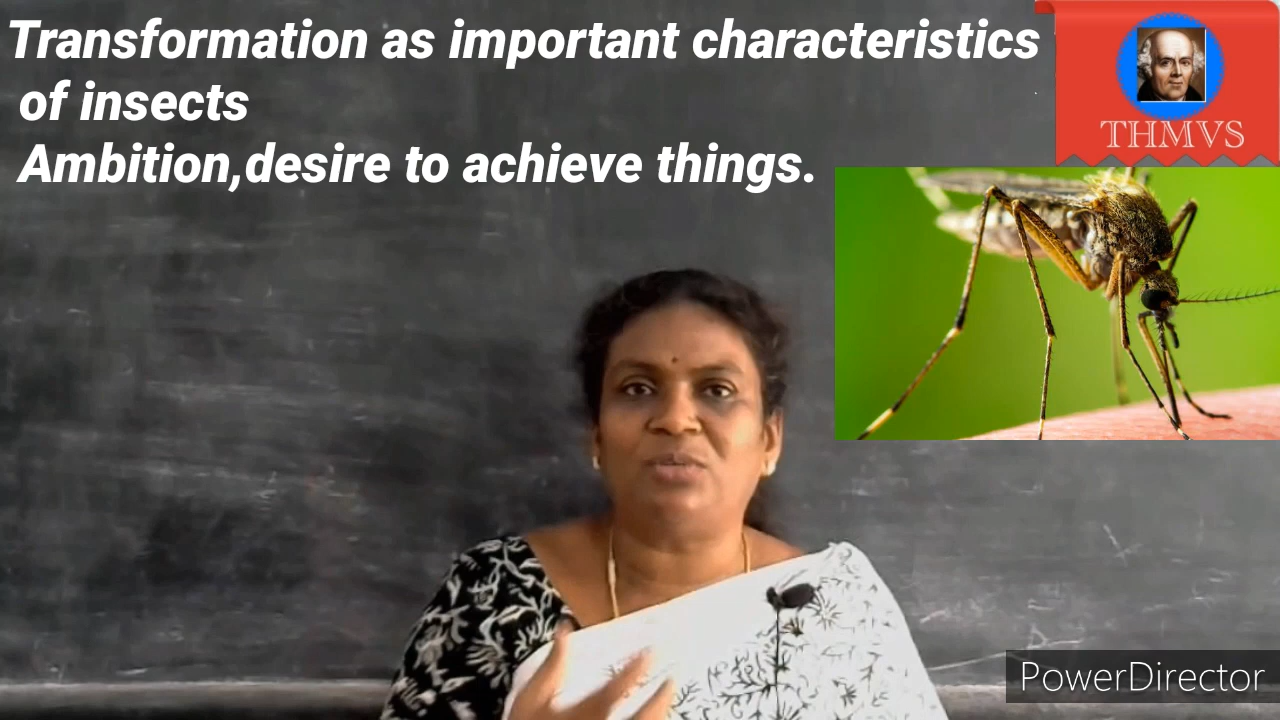 Transformation as important characteristics
of insects
Ambition,desire to achieve things.
THMVS
PowerDirector